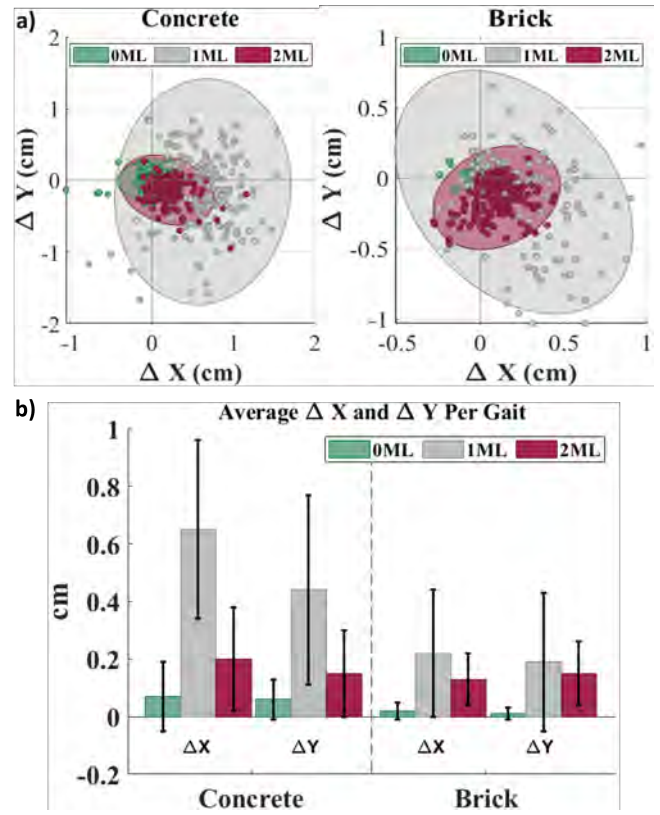 a)
Concrete
Brick
0ML 1ML 2ML
0ML 1ML 2ML
2
1
0
-1
-2
Δ Y (cm)
-1 0 1 2
Δ X (cm)
1
0.5
0
-0.5
-1
Δ Y (cm)
-0.5 0 0.5 1
Δ X (cm)
b)
Average Δ X and Δ Y Per Gait
0ML 1ML 2ML
1
0.8
0.6
0.4
0.2
0
-0.2
cm
ΔX ΔY ΔX ΔY
Concrete Brick